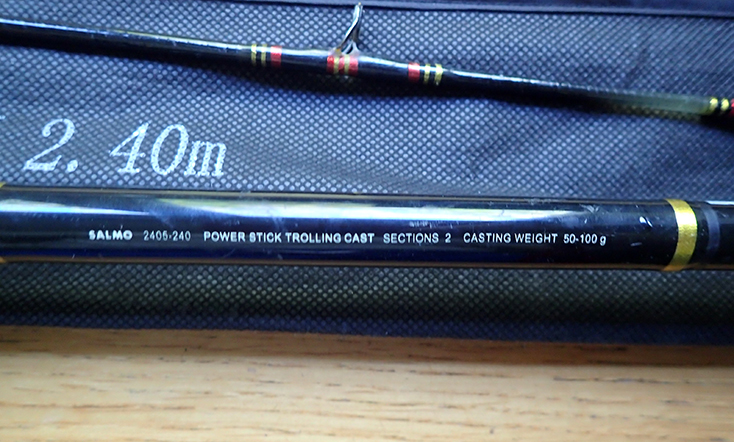 2.40m
SALMO 2405-240 POWER STICK TROLLING CAST SECTIONS 2 CASTING WEIGHT 50-100 g